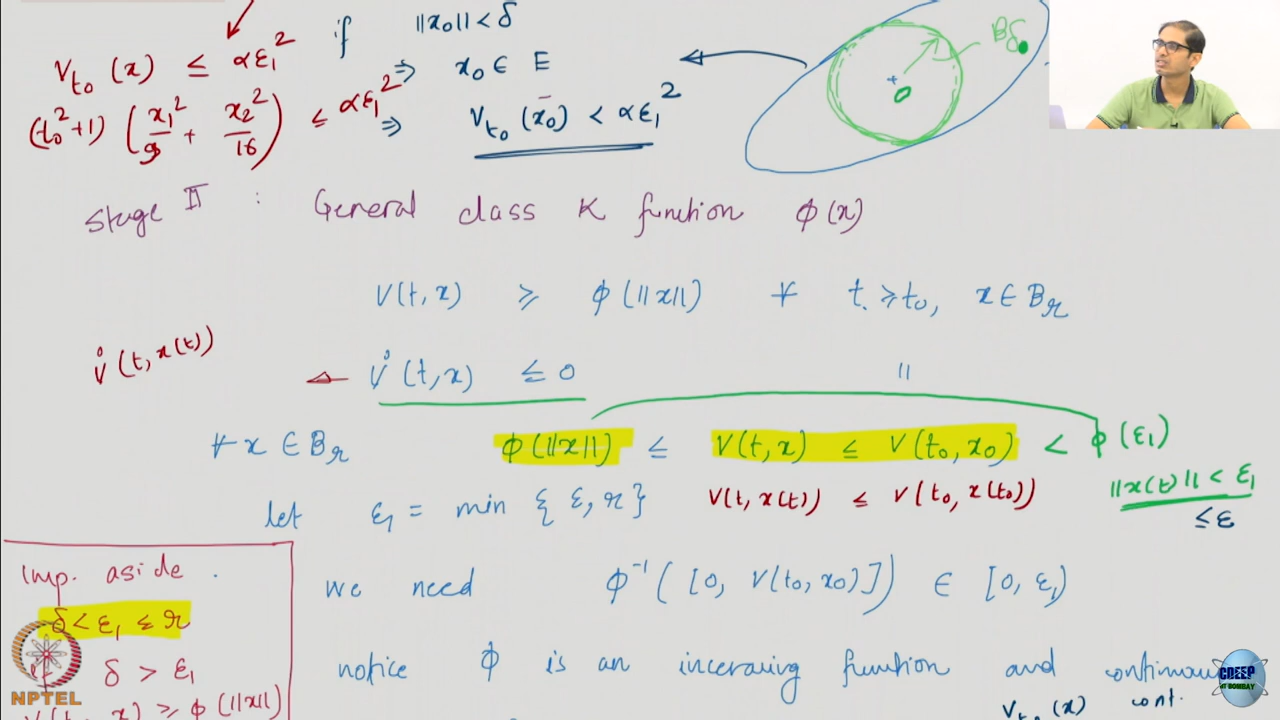 if ||x₀|| < δ
V_{t₀}(x) ≤ αε₁²
⇒ x₀ ∈ E
(t₀²+1) (x₁²/9 + x₂²/16) ≤ αε₁²
⇒ V_{t₀}(x₀) < αε₁²
Bδ
Stage II : General class K function φ(x)
V(t,x) ⩾ φ(||x||) ∀ t ⩾ t₀, x ∈ B_r
V̇(t, x(t))
V̇(t,x) ≤ 0
∀ x ∈ B_r φ(||x||) ≤ V(t,x) ≤ V(t₀,x₀) < φ(ε₁)
V(t,x(t)) ≤ V(t₀, x(t₀))
||x(t)|| < ε₁
≤ ε
let ε₁ = min {ε, r}
Imp. aside.
we need φ⁻¹([0, V(t₀,x₀)]) ∈ [0, ε₁)
δ < ε₁ ≤ r
δ > ε₁
notice φ is an incerasing function and
V(t₀, x) ⩾ φ(||x||)
V_{t₀}(x) cont.
NPTEL
CDEEP
IIT BOMBAY